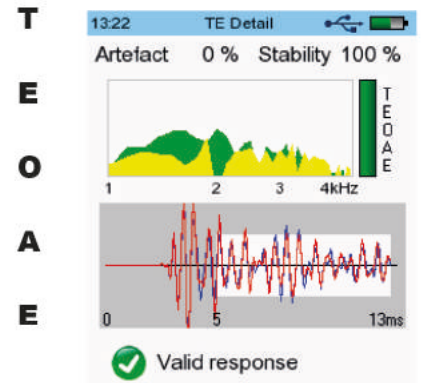 T
E
O
A
E
13:22 TE Detail
Artefact 0 % Stability 100 %
T
E
O
A
E
1 2 3 4kHz
0 5 13ms
Valid response